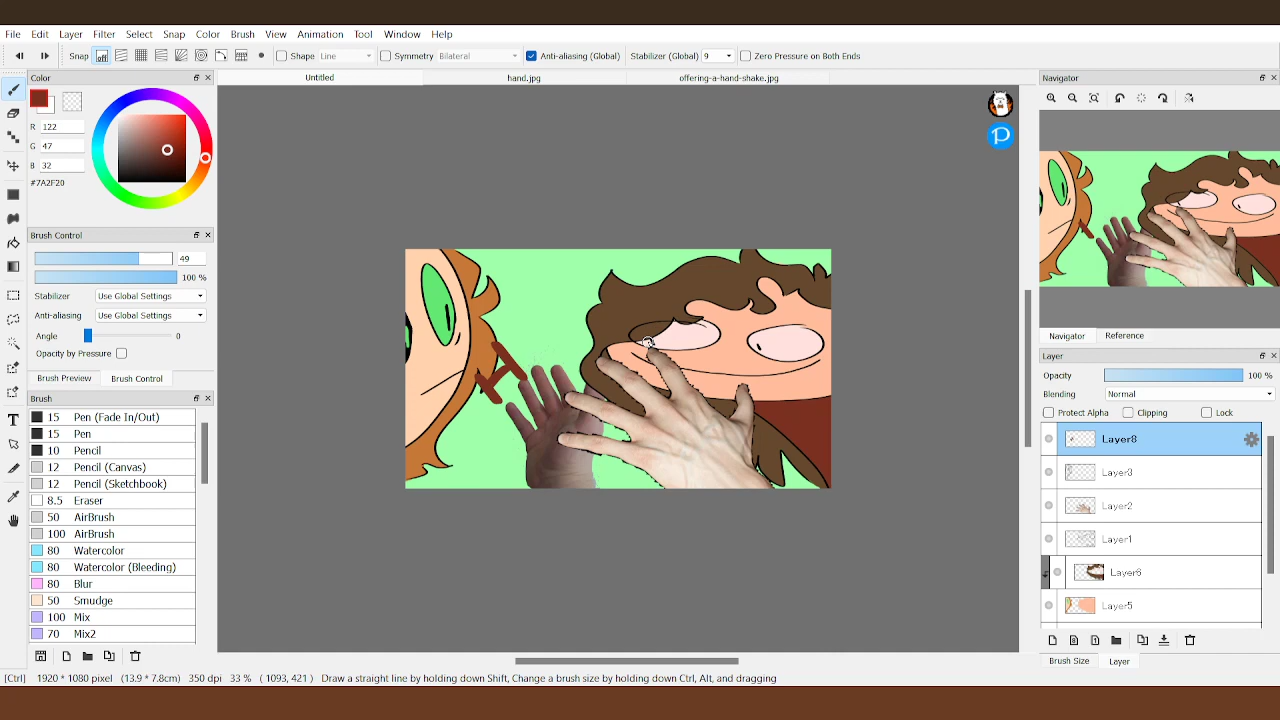 File Edit Layer Filter Select Snap Color Brush View Animation Tool Window Help
Snap off Shape Line Symmetry Bilateral Anti-aliasing (Global) Stabilizer (Global) 9 Zero Pressure on Both Ends
Color
Untitled
hand.jpg
offering-a-hand-shake.jpg
Navigator
R 122
G 47
B 32
#7A2F20
Brush Control
49
100 %
Stabilizer Use Global Settings
Anti-aliasing Use Global Settings
Angle 0
Opacity by Pressure
Brush Preview Brush Control
Brush
15 Pen (Fade In/Out)
15 Pen
10 Pencil
12 Pencil (Canvas)
12 Pencil (Sketchbook)
8.5 Eraser
50 AirBrush
100 AirBrush
80 Watercolor
80 Watercolor (Bleeding)
80 Blur
50 Smudge
100 Mix
70 Mix2
H
P
Navigator Reference
Layer
Opacity 100 %
Blending Normal
Protect Alpha Clipping Lock
Layer8
Layer3
Layer2
Layer1
Layer6
Layer5
Brush Size Layer
[Ctrl] 1920 * 1080 pixel (13.9 * 7.8cm) 350 dpi 33 % ( 1093, 421 ) Draw a straight line by holding down Shift, Change a brush size by holding down Ctrl, Alt, and dragging